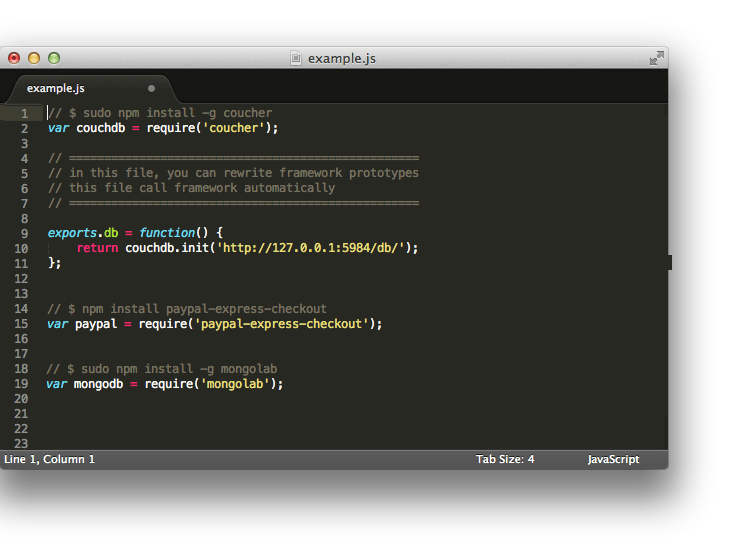 example.js
example.js
1 // $ sudo npm install -g coucher
2 var couchdb = require('coucher');
3
4 // ==================================================
5 // in this file, you can rewrite framework prototypes
6 // this file call framework automatically
7 // ==================================================
8
9 exports.db = function() {
10     return couchdb.init('http://127.0.0.1:5984/db/');
11 };
12
13
14 // $ npm install paypal-express-checkout
15 var paypal = require('paypal-express-checkout');
16
17
18 // $ sudo npm install -g mongolab
19 var mongodb = require('mongolab');
20
21
22
23
Line 1, Column 1 Tab Size: 4 JavaScript